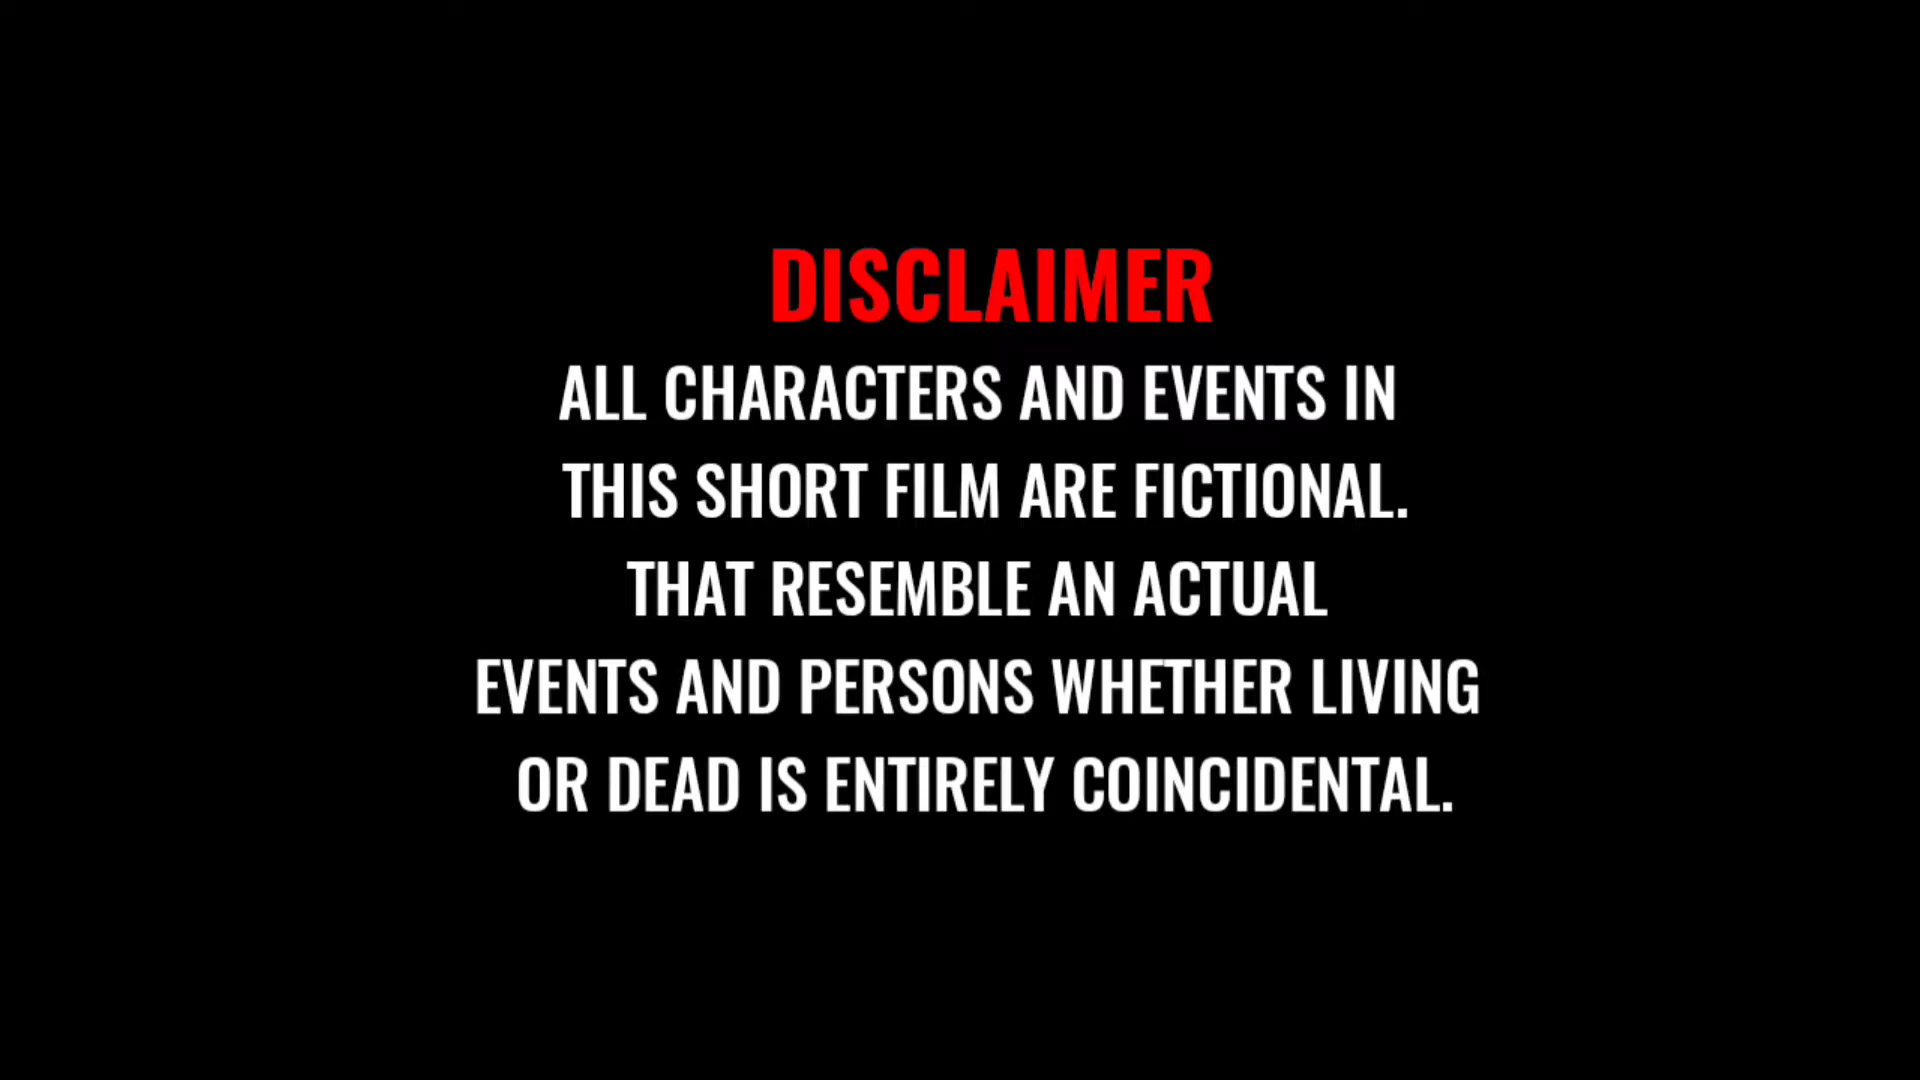 DISCLAIMER
ALL CHARACTERS AND EVENTS IN
THIS SHORT FILM ARE FICTIONAL.
THAT RESEMBLE AN ACTUAL
EVENTS AND PERSONS WHETHER LIVING
OR DEAD IS ENTIRELY COINCIDENTAL.